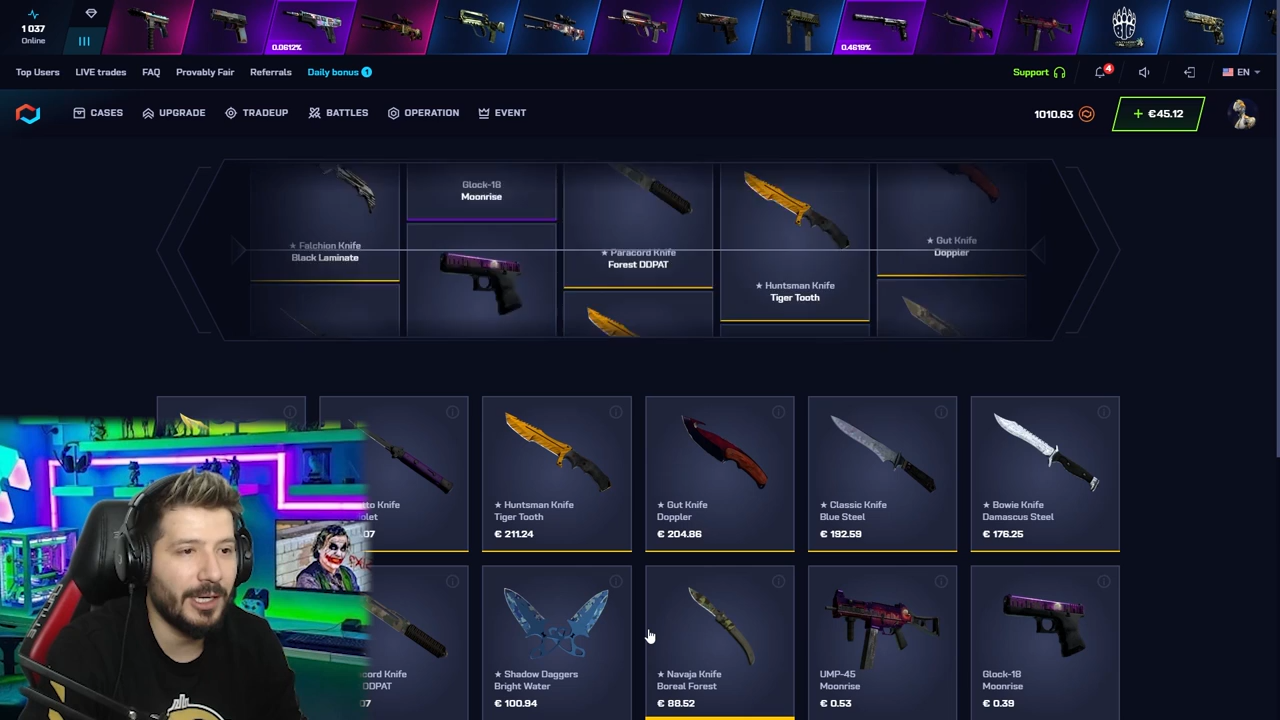 1 037
Online
0.0612%
0.4619%
Top Users
LIVE trades
FAQ
Provably Fair
Referrals
Daily bonus 1
Support
4
EN
CASES
UPGRADE
TRADEUP
BATTLES
OPERATION
EVENT
1010.63
+ €45.12
★ Falchion Knife
Black Laminate
Glock-18
Moonrise
★ Paracord Knife
Forest DDPAT
★ Huntsman Knife
Tiger Tooth
★ Gut Knife
Doppler
★ Huntsman Knife
Tiger Tooth
€ 211.24
★ Gut Knife
Doppler
€ 204.86
★ Classic Knife
Blue Steel
€ 192.59
★ Bowie Knife
Damascus Steel
€ 176.25
★ Shadow Daggers
Bright Water
€ 100.94
★ Navaja Knife
Boreal Forest
€ 88.52
UMP-45
Moonrise
€ 0.53
Glock-18
Moonrise
€ 0.39